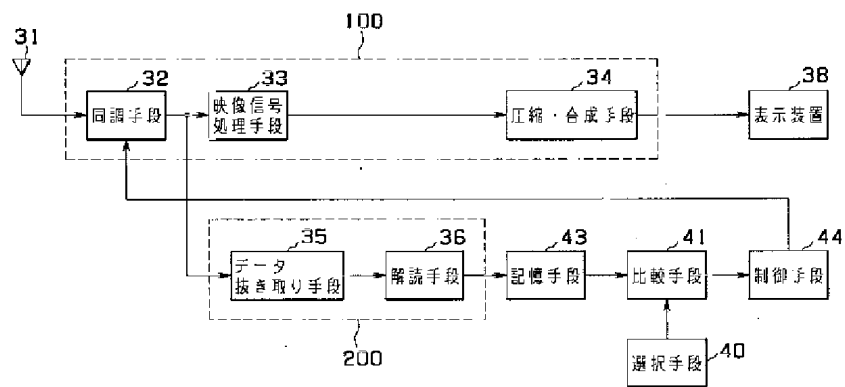 100
31
32
同調手段
33
映像信号
処理手段
34
圧縮・合成手段
38
表示装置
35
データ
抜き取り手段
36
解読手段
43
記憶手段
41
比較手段
44
制御手段
200
選択手段
40